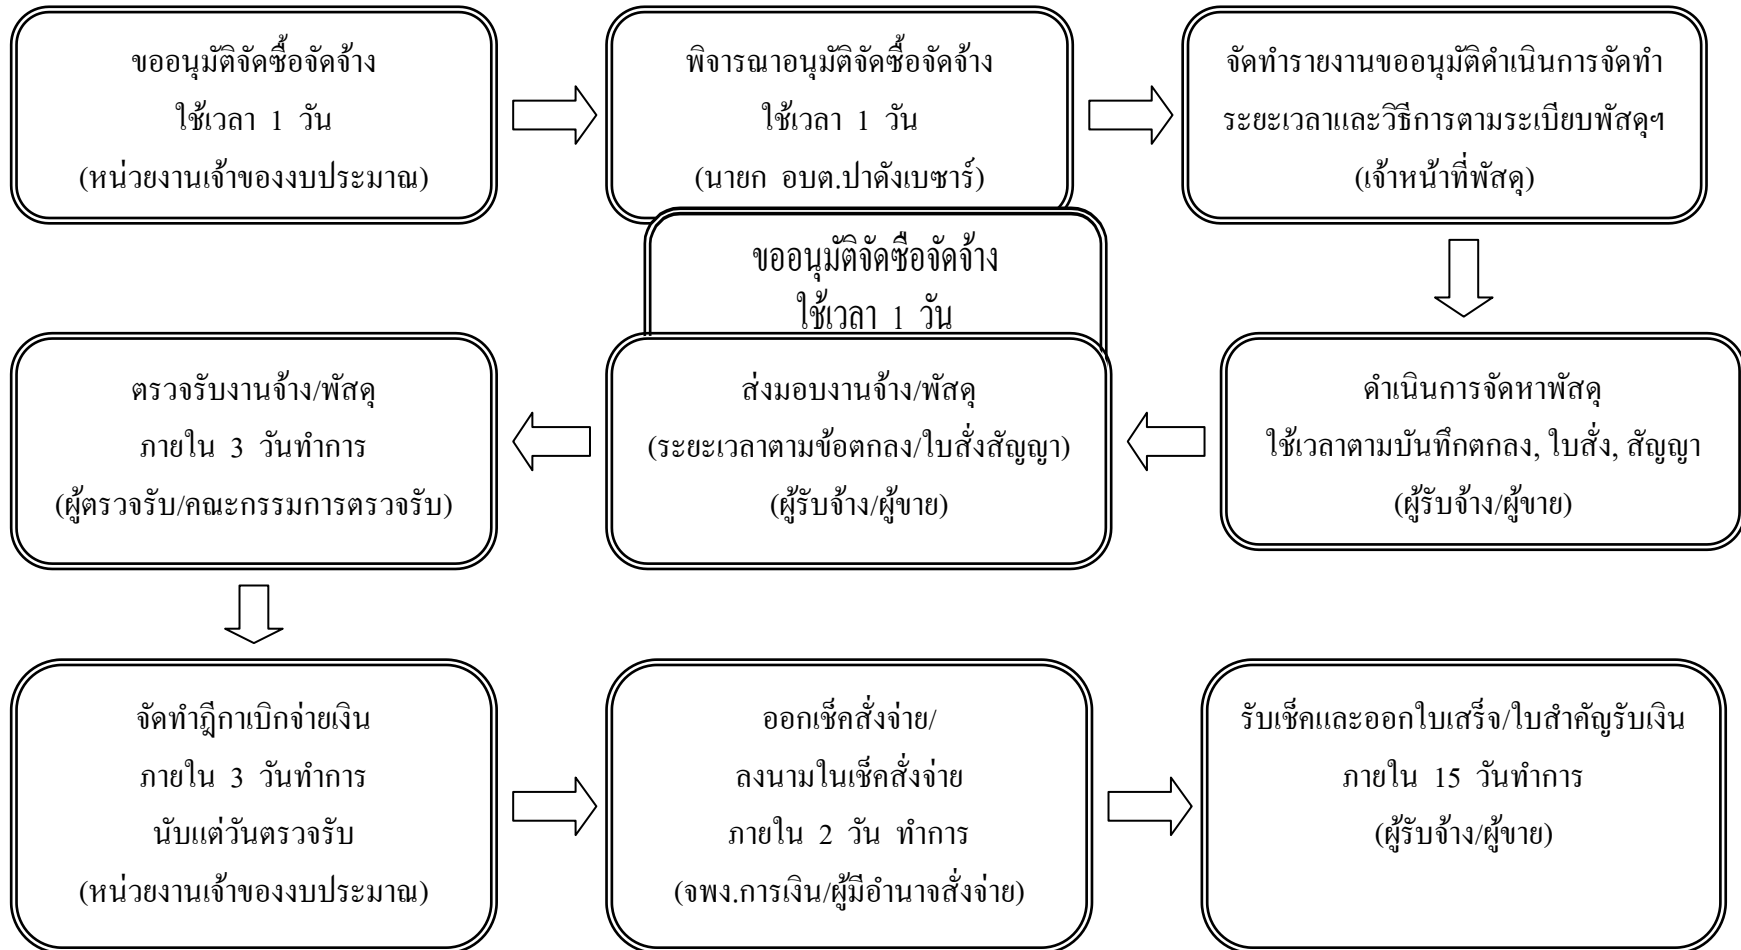 ขออนุมัติจัดซื้อจัดจ้าง
ใช้เวลา 1 วัน
(หน่วยงานเจ้าของงบประมาณ)
พิจารณาอนุมัติจัดซื้อจัดจ้าง
ใช้เวลา 1 วัน
(นายก อบต.ปาดังเบซาร์)
จัดทำรายงานขออนุมัติดำเนินการจัดทำ
ระยะเวลาและวิธีการตามระเบียบพัสดุฯ
(เจ้าหน้าที่พัสดุ)
ขออนุมัติจัดซื้อจัดจ้าง
ใช้เวลา 1 วัน
ดำเนินการจัดหาพัสดุ
ใช้เวลาตามบันทึกตกลง, ใบสั่ง, สัญญา
(ผู้รับจ้าง/ผู้ขาย)
ส่งมอบงานจ้าง/พัสดุ
(ระยะเวลาตามข้อตกลง/ใบสั่งสัญญา)
(ผู้รับจ้าง/ผู้ขาย)
ตรวจรับงานจ้าง/พัสดุ
ภายใน 3 วันทำการ
(ผู้ตรวจรับ/คณะกรรมการตรวจรับ)
จัดทำฎีกาเบิกจ่ายเงิน
ภายใน 3 วันทำการ
นับแต่วันตรวจรับ
(หน่วยงานเจ้าของงบประมาณ)
ออกเช็คสั่งจ่าย/
ลงนามในเช็คสั่งจ่าย
ภายใน 2 วัน ทำการ
(จพง.การเงิน/ผู้มีอำนาจสั่งจ่าย)
รับเช็คและออกใบเสร็จ/ใบสำคัญรับเงิน
ภายใน 15 วันทำการ
(ผู้รับจ้าง/ผู้ขาย)